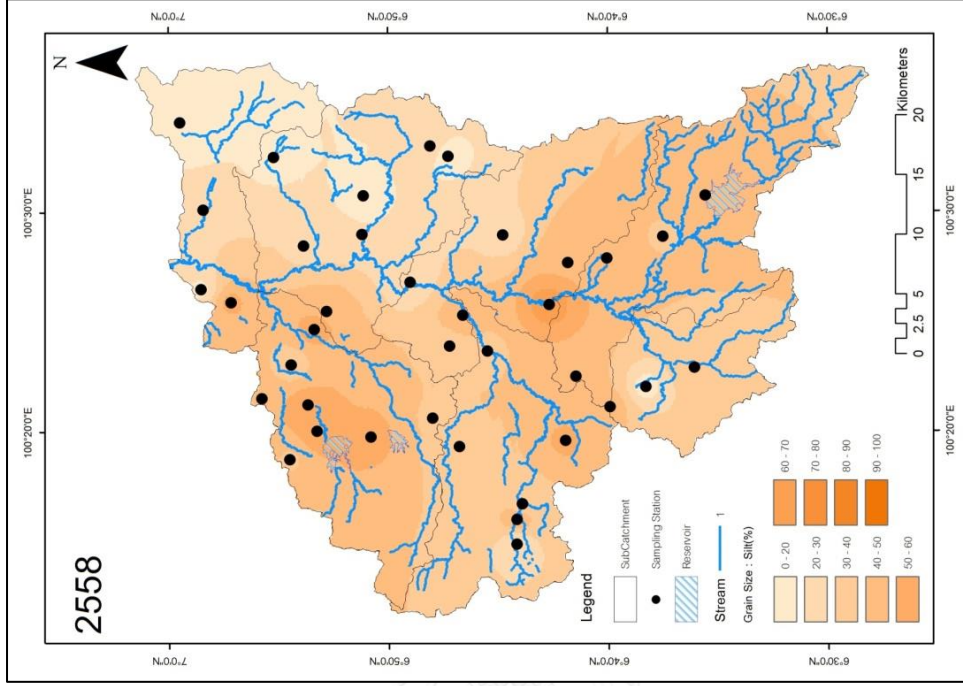 7°0'0"N
6°50'0"N
6°40'0"N
6°30'0"N
2558
N
100°30'0"E
100°30'0"E
100°20'0"E
100°20'0"E
Legend
SubCatchment
Sampling Station
Reservoir
Stream
1
Grain Size : Silt(%)
0 - 20
20 - 30
30 - 40
40 - 50
50 - 60
60 - 70
70 - 80
80 - 90
90 - 100
0 2.5 5 10 15 20
Kilometers
7°0'0"N
6°50'0"N
6°40'0"N
6°30'0"N